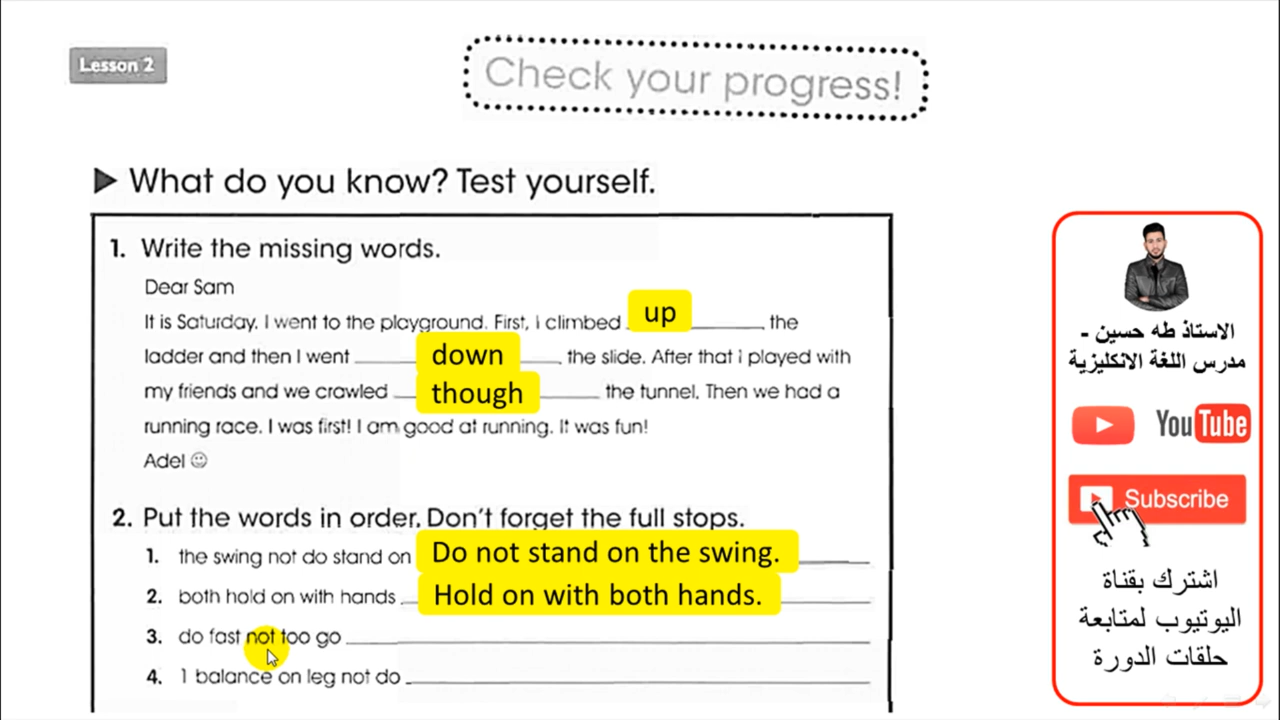 Lesson 2
Check your progress!
What do you know? Test yourself.
1. Write the missing words.
Dear Sam
It is Saturday. I went to the playground. First, I climbed up the
ladder and then I went down the slide. After that I played with
my friends and we crawled though the tunnel. Then we had a
running race. I was first! I am good at running. It was fun!
Adel ☺
2. Put the words in order. Don't forget the full stops.
1. the swing not do stand on Do not stand on the swing.
2. both hold on with hands Hold on with both hands.
3. do fast not too go
4. 1 balance on leg not do
الاستاذ طه حسين -
مدرس اللغة الانكليزية
YouTube
Subscribe
اشترك بقناة
اليوتيوب لمتابعة
حلقات الدورة